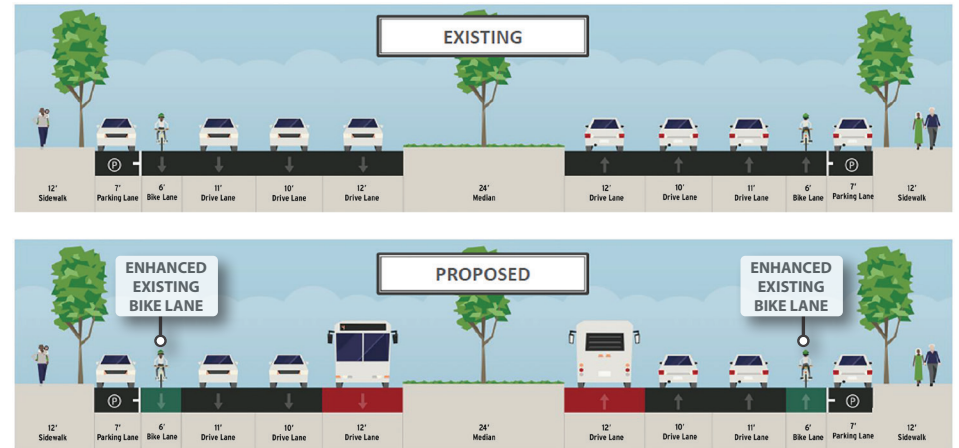 EXISTING
P
P
12' 7' 6' 11' 10' 12' 24' 12' 10' 11' 6' 7' 12'
Sidewalk Parking Lane Bike Lane Drive Lane Drive Lane Drive Lane Median Drive Lane Drive Lane Drive Lane Bike Lane Parking Lane Sidewalk
PROPOSED
ENHANCED
EXISTING
BIKE LANE
ENHANCED
EXISTING
BIKE LANE
P
P
12' 7' 6' 11' 10' 12' 24' 12' 10' 11' 6' 7' 12'
Sidewalk Parking Lane Bike Lane Drive Lane Drive Lane Drive Lane Median Drive Lane Drive Lane Drive Lane Bike Lane Parking Lane Sidewalk